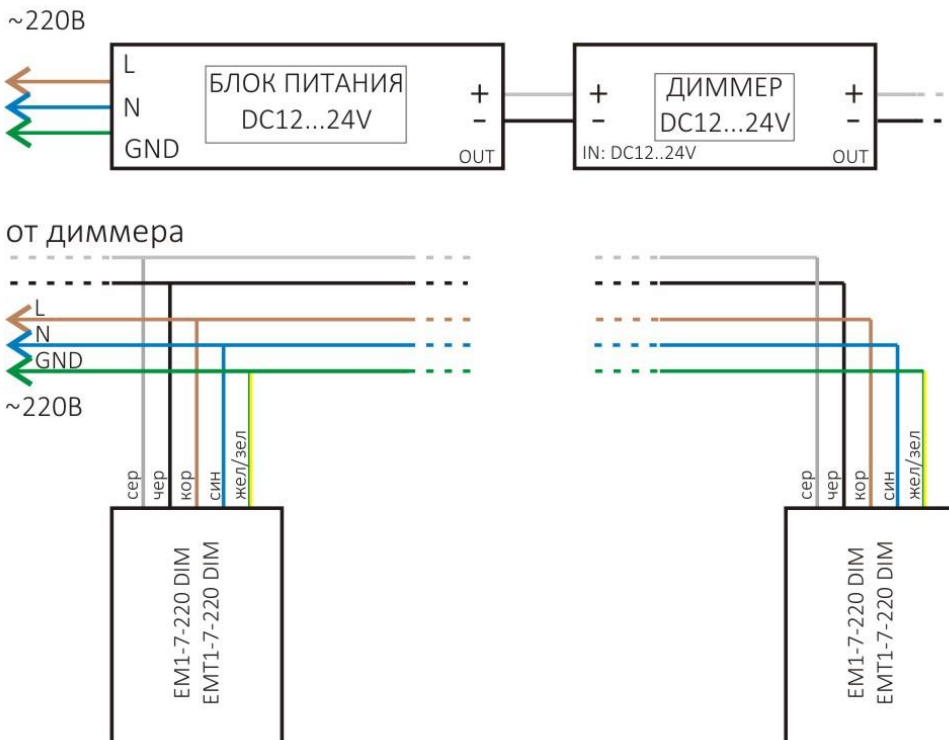 ~220В
L
N
GND
БЛОК ПИТАНИЯ
DC12...24V
+
−
OUT
+
−
IN: DC12..24V
ДИММЕР
DC12...24V
+
−
OUT
от диммера
L
N
GND
~220В
сер
чер
кор
син
жел/зел
EM1-7-220 DIM
EMT1-7-220 DIM
сер
чер
кор
син
жел/зел
EM1-7-220 DIM
EMT1-7-220 DIM